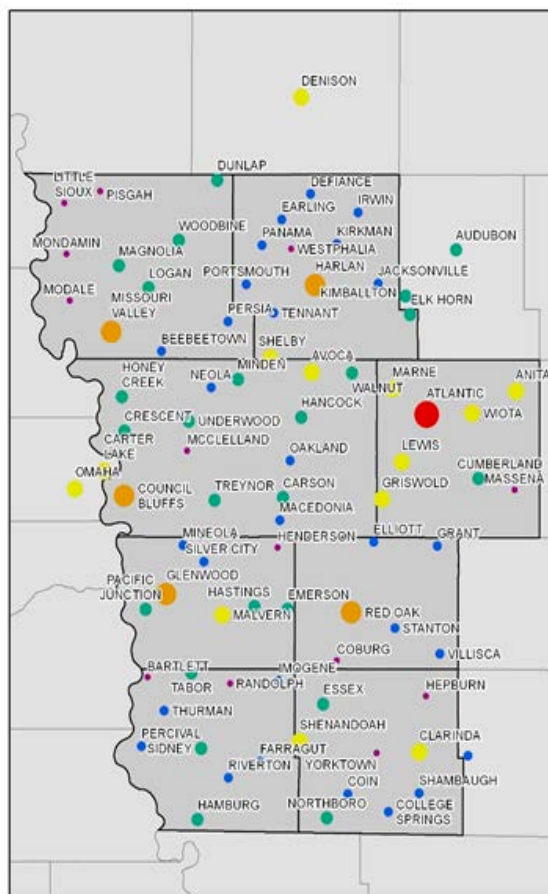 DENISON
DUNLAP
LITTLE
SIOUX
PISGAH
DEFIANCE
EARLING
IRWIN
WOODBINE
PANAMA
KIRKMAN
AUDUBON
MONDAMIN
MAGNOLIA
WESTPHALIA
LOGAN
PORTSMOUTH
HARLAN
JACKSONVILLE
MODALE
MISSOURI
VALLEY
KIMBALLTON
ELK HORN
PERSIA
TENNANT
BEEBEETOWN
SHELBY
HONEY
CREEK
NEOLA
MINDEN
AVOCA
WALNUT
MARNE
ANITA
ATLANTIC
CRESCENT
UNDERWOOD
HANCOCK
WIOTA
CARTER
LAKE
MCCLELLAND
OAKLAND
LEWIS
CUMBERLAND
MASSENA
OMAHA
COUNCIL
BLUFFS
TREYNOR
CARSON
GRISWOLD
MACEDONIA
MINEOLA
HENDERSON
ELLIOTT
GRANT
SILVER CITY
PACIFIC
JUNCTION
GLENWOOD
HASTINGS
EMERSON
MALVERN
RED OAK
STANTON
COBURG
VILLISCA
BARTLETT
TABOR
RANDOLPH
IMOGENE
ESSEX
HEPBURN
THURMAN
SHENANDOAH
PERCIVAL
SIDNEY
FARRAGUT
YORKTOWN
CLARINDA
RIVERTON
COIN
SHAMBAUGH
HAMBURG
NORTHBORO
COLLEGE
SPRINGS